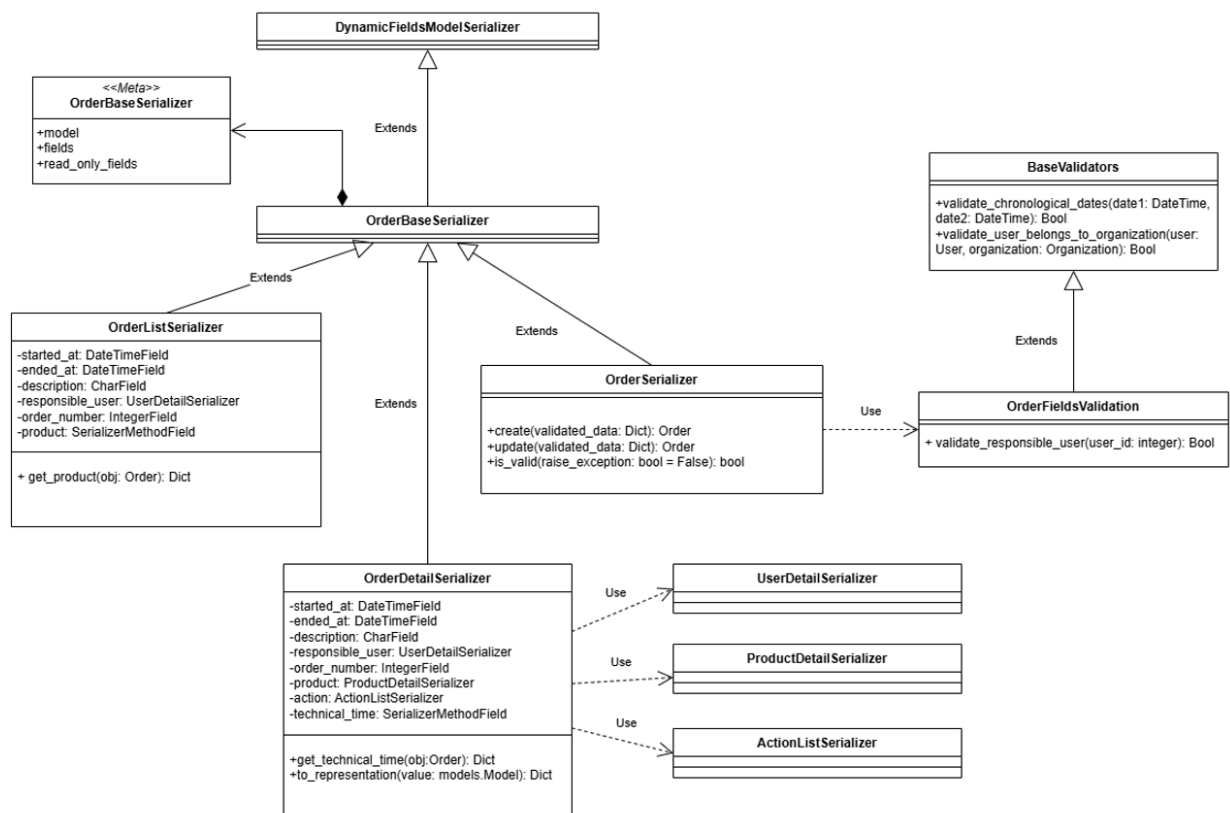 DynamicFieldsModelSerializer
<<Meta>>
OrderBaseSerializer
+model
+fields
+read_only_fields
Extends
OrderBaseSerializer
BaseValidators
+validate_chronological_dates(date1: DateTime,
date2: DateTime): Bool
+validate_user_belongs_to_organization(user:
User, organization: Organization): Bool
Extends
OrderListSerializer
-started_at: DateTimeField
-ended_at: DateTimeField
-description: CharField
-responsible_user: UserDetailSerializer
-order_number: IntegerField
-product: SerializerMethodField
+ get_product(obj: Order): Dict
Extends
Extends
Extends
OrderSerializer
+create(validated_data: Dict): Order
+update(validated_data: Dict): Order
+is_valid(raise_exception: bool = False): bool
Use
OrderFieldsValidation
+ validate_responsible_user(user_id: integer): Bool
OrderDetailSerializer
-started_at: DateTimeField
-ended_at: DateTimeField
-description: CharField
-responsible_user: UserDetailSerializer
-order_number: IntegerField
-product: ProductDetailSerializer
-action: ActionListSerializer
-technical_time: SerializerMethodField
+get_technical_time(obj:Order): Dict
+to_representation(value: models.Model): Dict
Use
UserDetailSerializer
Use
ProductDetailSerializer
Use
ActionListSerializer